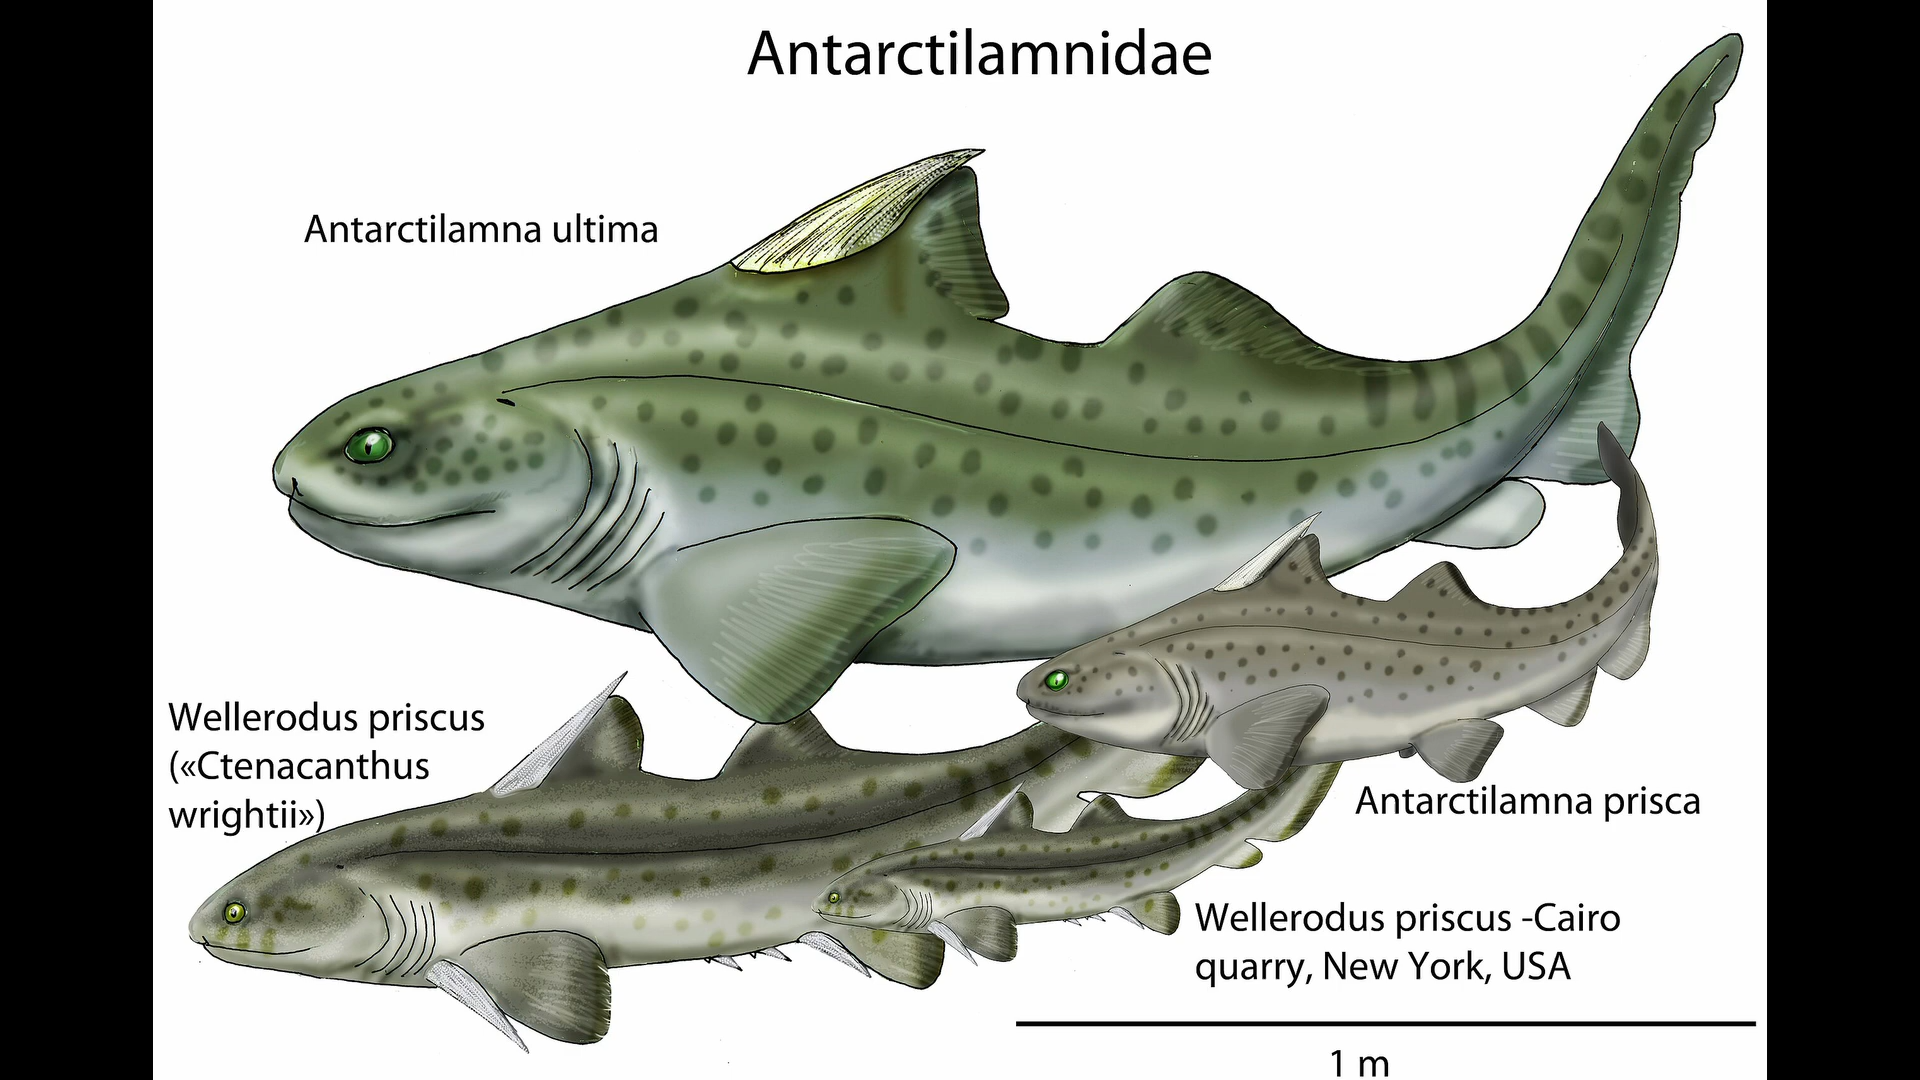 Antarctilamnidae
Antarctilamna ultima
Wellerodus priscus
(«Ctenacanthus
wrightii»)
Antarctilamna prisca
Wellerodus priscus -Cairo
quarry, New York, USA
1 m